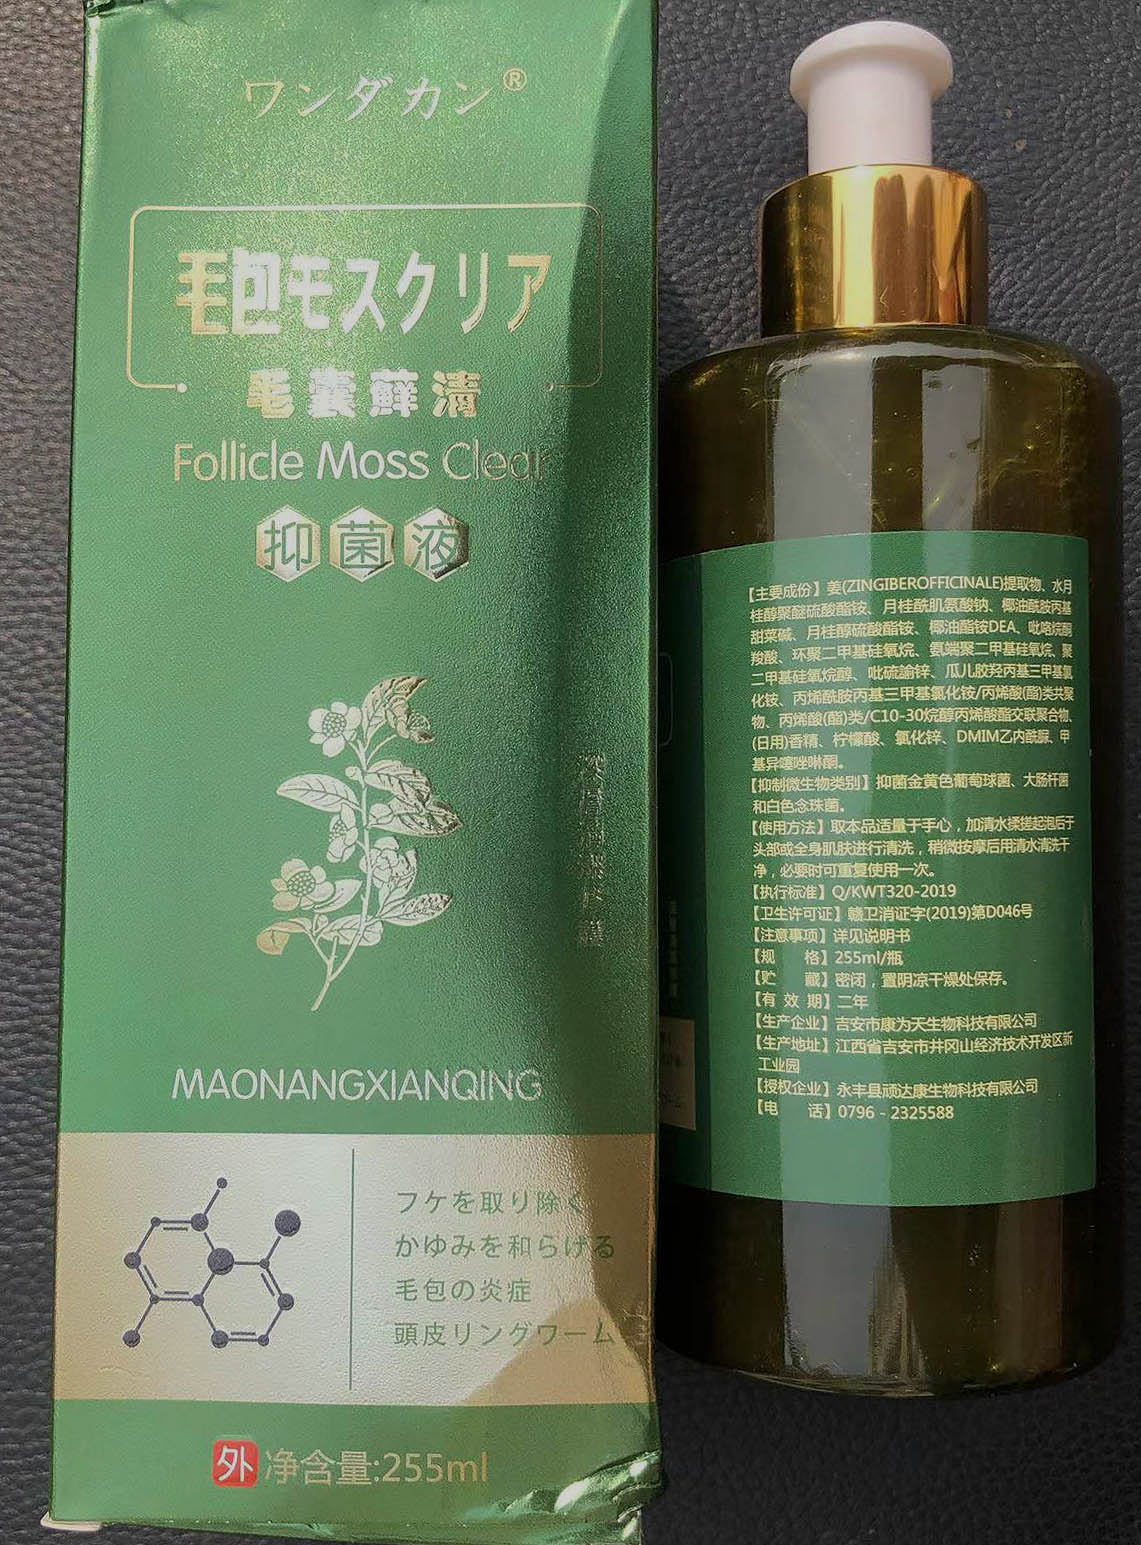 ワンダカン®
毛包モスクリア
毛囊蘚清
Follicle Moss Clear
抑菌液
MAONANGXIANQING
フケを取り除く
かゆみを和らげる
毛包の炎症
頭皮リングワーム
外 净含量:255ml
【主要成份】姜(ZINGIBEROFFICINALE)提取物、水月
桂醇聚醚硫酸酯铵、月桂酰肌氨酸钠、椰油酰胺丙基
甜菜碱、月桂醇硫酸酯铵、椰油酯铵DEA、吡咯烷酮
羧酸、环聚二甲基硅氧烷、氨端聚二甲基硅氧烷、聚
二甲基硅氧烷醇、吡硫諭锌、瓜儿胶羟丙基三甲基氯
化铵、丙烯酰胺丙基三甲基氯化铵/丙烯酸(酯)类共聚
物、丙烯酸(酯)类/C10-30烷醇丙烯酸酯交联聚合物、
(日用)香精、柠檬酸、氯化锌、DMIM乙内酰脲、甲
基异噻唑啉酮。
【抑制微生物类别】抑菌金黄色葡萄球菌、大肠杆菌
和白色念珠菌。
【使用方法】取本品适量于手心，加清水揉搓起泡后于
头部或全身肌肤进行清洗，稍微按摩后用清水清洗干
净，必要时可重复使用一次。
【执行标准】Q/KWT320-2019
【卫生许可证】赣卫消证字(2019)第D046号
【注意事项】详见说明书
【规 格】255ml/瓶
【贮 藏】密闭，置阴凉干燥处保存。
【有 效 期】二年
【生产企业】吉安市康为天生物科技有限公司
【生产地址】江西省吉安市井冈山经济技术开发区新
工业园
【授权企业】永丰县顽达康生物科技有限公司
【电 话】0796 - 2325588